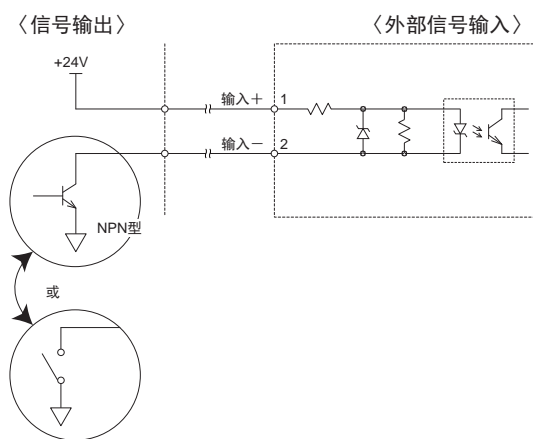 〈信号输出〉
〈外部信号输入〉
+24V
输入＋ 1
输入－ 2
NPN型
或